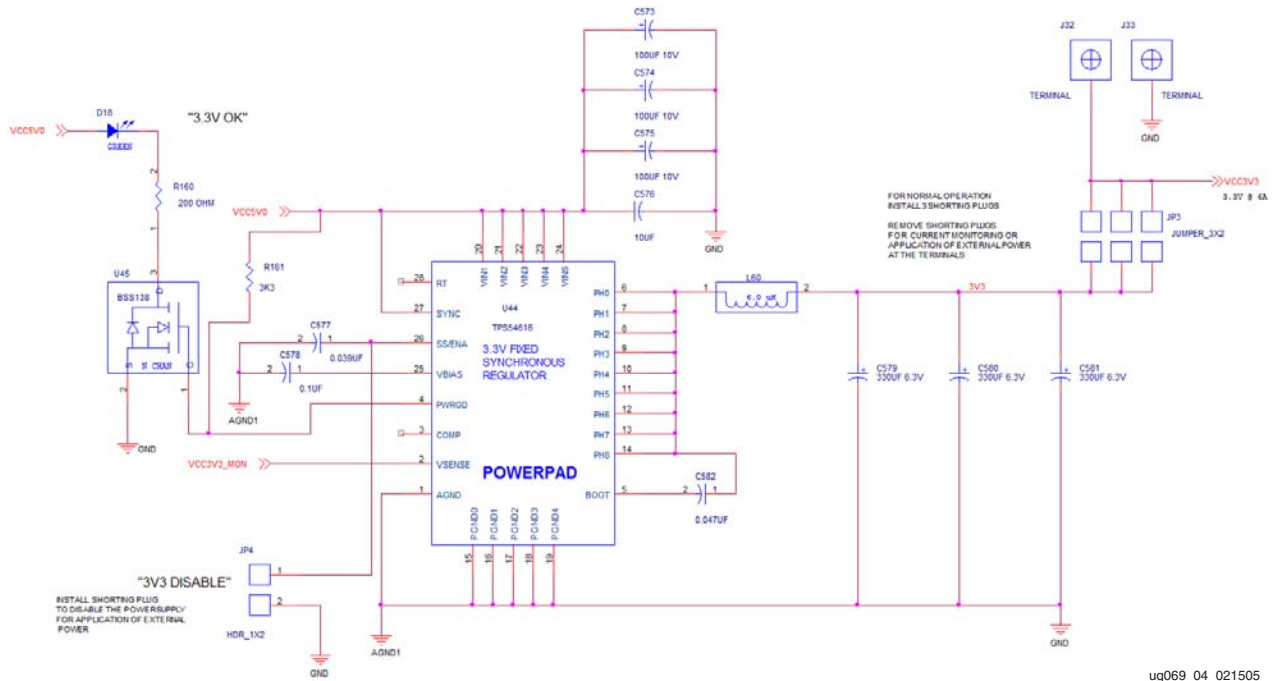 C573
100UF 10V
C574
100UF 10V
C575
100UF 10V
C576
10UF
GND
J32
J33
TERMINAL
TERMINAL
GND
D16
"3.3V OK"
VCC5V0
GREEN
2
R160
200 OHM
1
VCC5V0
3
U45
BSS138
D
S
N CHAN
G
2
1
GND
R161
3K3
FOR NORMAL OPERATION
INSTALL 3 SHORTING PLUGS
REMOVE SHORTING PLUGS
FOR CURRENT MONITORING OR
APPLICATION OF EXTERNAL POWER
AT THE TERMINALS
VCC3V3
3.3V @ 6A
JP3
JUMPER_3X2
20
21
22
23
24
VIN1
VIN2
VIN3
VIN4
VIN5
28
RT
27
SYNC
26
SS/ENA
25
VBIAS
4
PWRGD
3
COMP
2
VSENSE
1
AGND
U44
TPS54616
3.3V FIXED
SYNCHRONOUS
REGULATOR
POWERPAD
PH0
6
PH1
7
PH2
8
PH3
9
PH4
10
PH5
11
PH6
12
PH7
13
PH8
14
BOOT
5
PGND0
PGND1
PGND2
PGND3
PGND4
15
16
17
18
19
C577
2
1
0.039UF
C578
2
1
0.1UF
AGND1
VCC3V3_MON
L60
1
2
6.0 uH
3V3
C579
330UF 6.3V
C580
330UF 6.3V
C581
330UF 6.3V
C582
2
1
0.047UF
JP4
1
2
"3V3 DISABLE"
INSTALL SHORTING PLUG
TO DISABLE THE POWERSUPPLY
FOR APPLICATION OF EXTERNAL
POWER
HDR_1X2
GND
AGND1
GND
ug069_04_021505